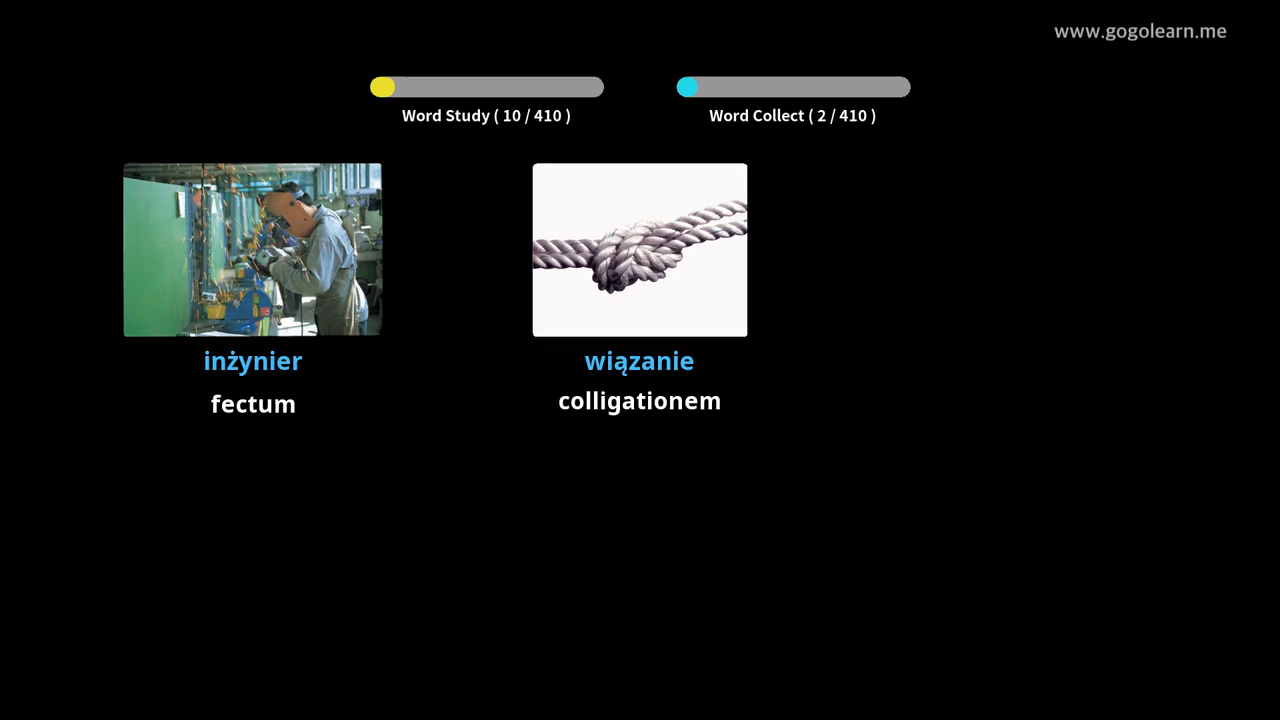 www.gogolearn.me
Word Study ( 10 / 410 )
Word Collect ( 2 / 410 )
inżynier
fectum
wiązanie
colligationem